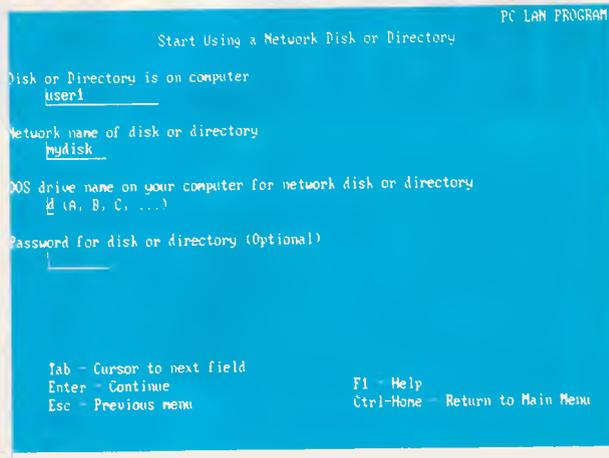 PC LAN PROGRAM
Start Using a Network Disk or Directory
Disk or Directory is on computer
user1
Network name of disk or directory
mydisk
DOS drive name on your computer for network disk or directory
d (A, B, C, ...)
Password for disk or directory (Optional)
Tab - Cursor to next field
Enter - Continue
F1 - Help
Esc - Previous menu
Ctrl-Home - Return to Main Menu